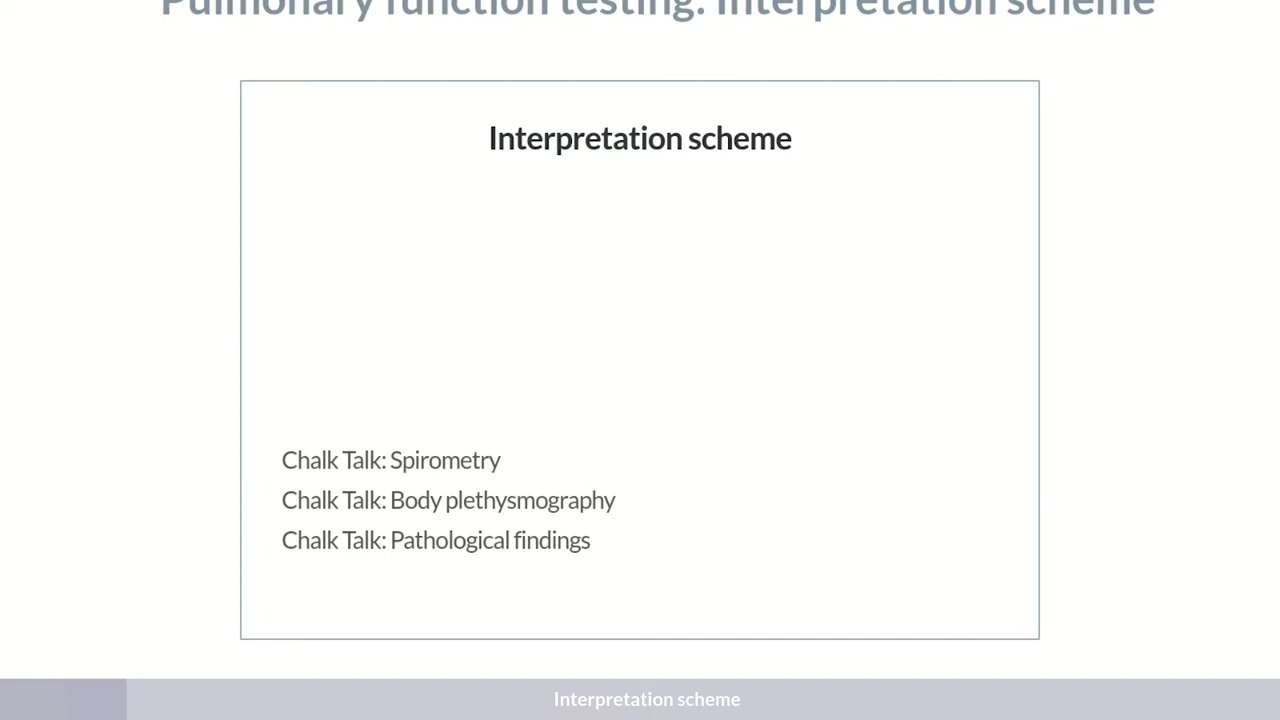 Pulmonary function testing: Interpretation scheme
Interpretation scheme
Chalk Talk: Spirometry
Chalk Talk: Body plethysmography
Chalk Talk: Pathological findings
Interpretation scheme